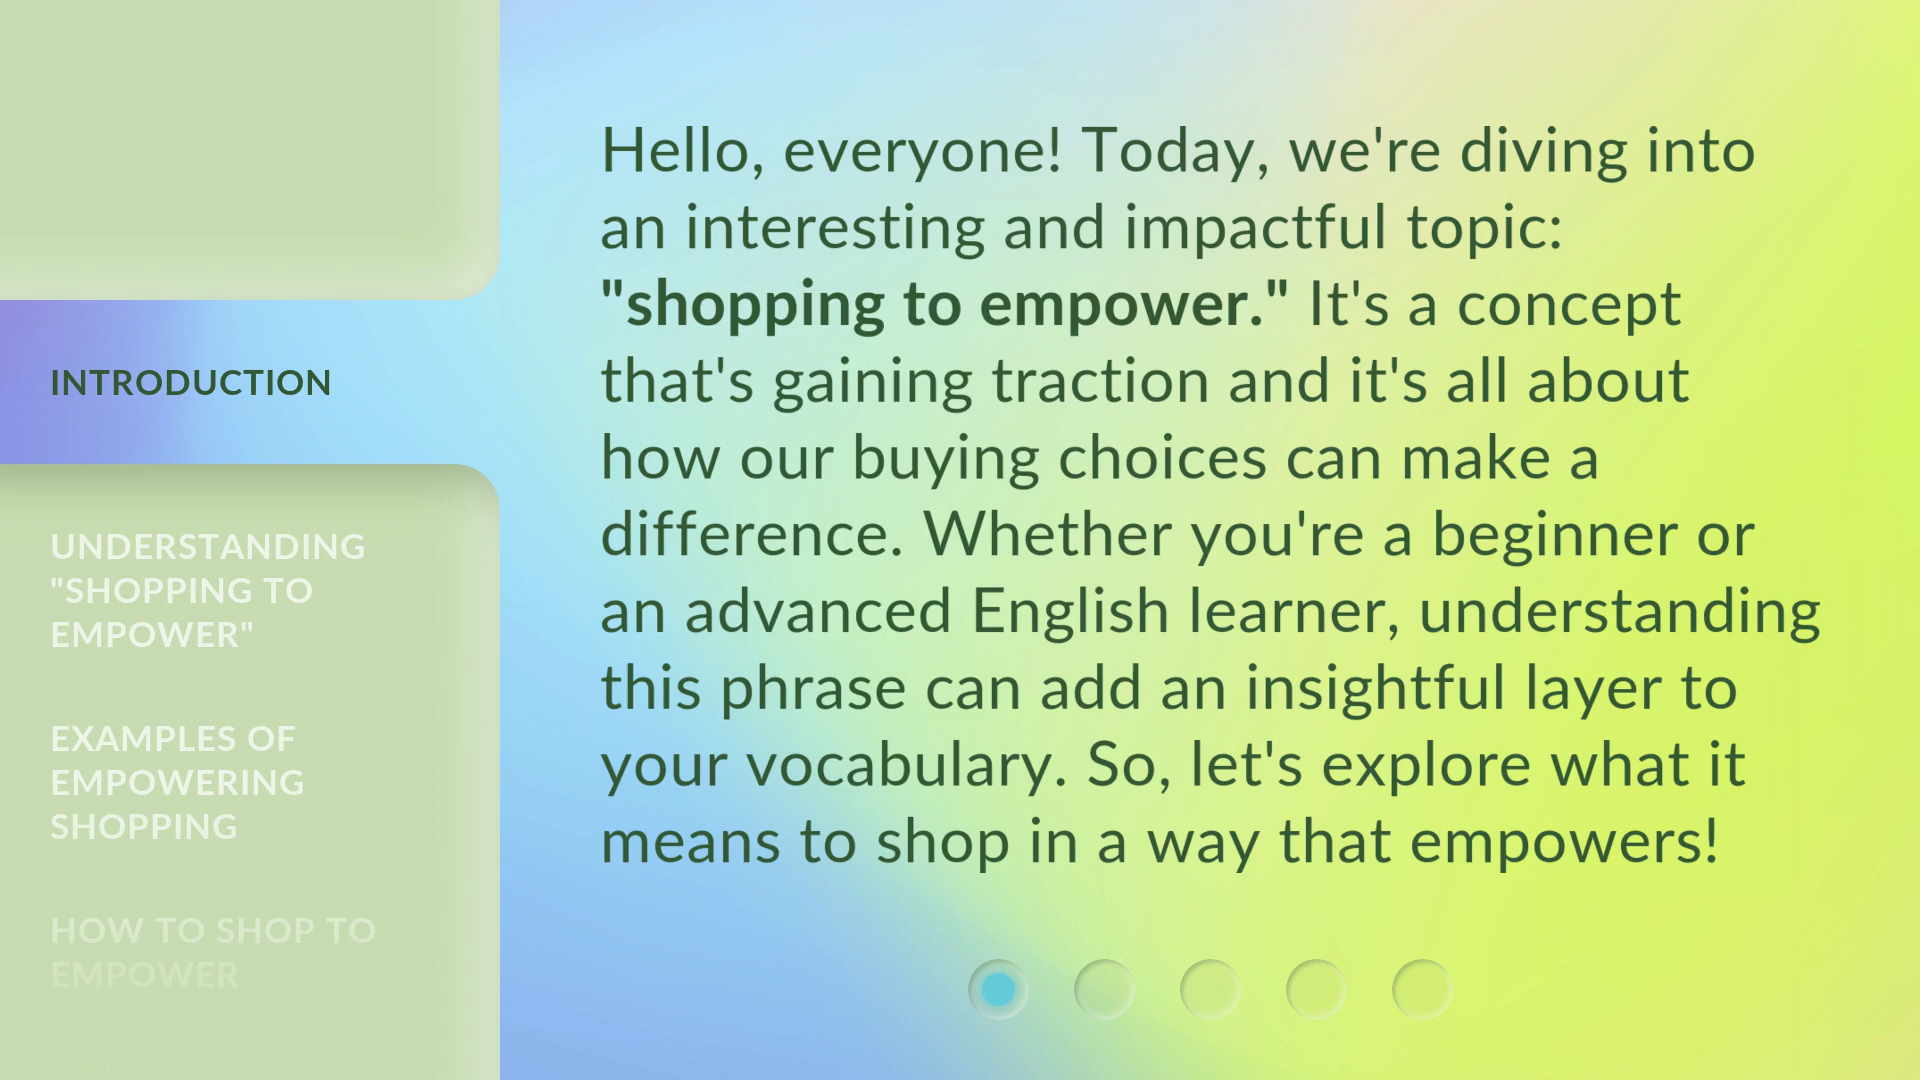 INTRODUCTION
UNDERSTANDING
"SHOPPING TO
EMPOWER"
EXAMPLES OF
EMPOWERING
SHOPPING
HOW TO SHOP TO
EMPOWER
Hello, everyone! Today, we're diving into
an interesting and impactful topic:
"shopping to empower." It's a concept
that's gaining traction and it's all about
how our buying choices can make a
difference. Whether you're a beginner or
an advanced English learner, understanding
this phrase can add an insightful layer to
your vocabulary. So, let's explore what it
means to shop in a way that empowers!